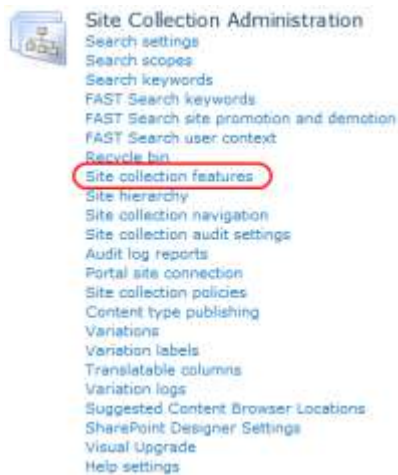 Site Collection Administration
Search settings
Search scopes
Search keywords
FAST Search keywords
FAST Search site promotion and demotion
FAST Search user context
Recycle bin
Site collection features
Site hierarchy
Site collection navigation
Site collection audit settings
Audit log reports
Portal site connection
Site collection policies
Content type publishing
Variations
Variation labels
Translatable columns
Variation logs
Suggested Content Browser Locations
SharePoint Designer Settings
Visual Upgrade
Help settings